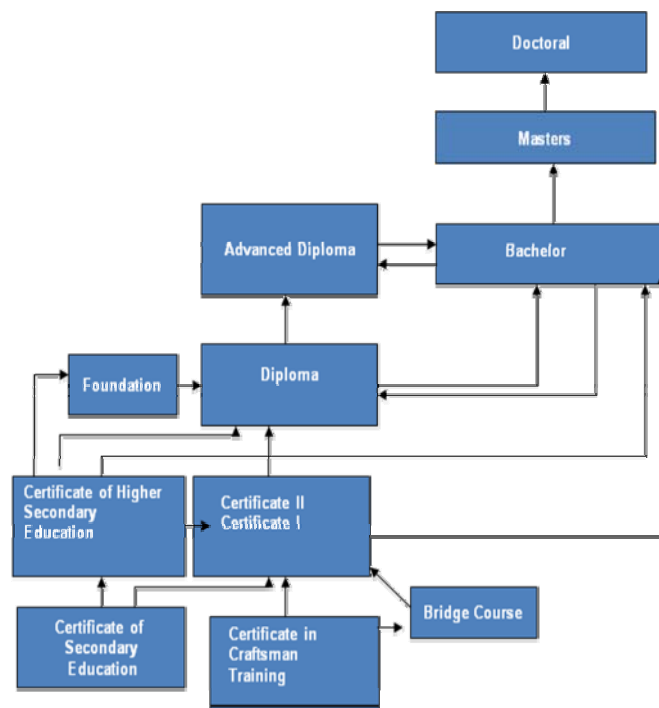 Doctoral
Masters
Advanced Diploma
Bachelor
Foundation
Diploma
Certificate of Higher
Secondary
Education
Certificate II
Certificate I
Certificate of
Secondary
Education
Certificate in
Craftsman
Training
Bridge Course